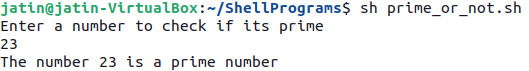 jatin@jatin-VirtualBox:~/ShellPrograms$ sh prime_or_not.sh
Enter a number to check if its prime
23
The number 23 is a prime number